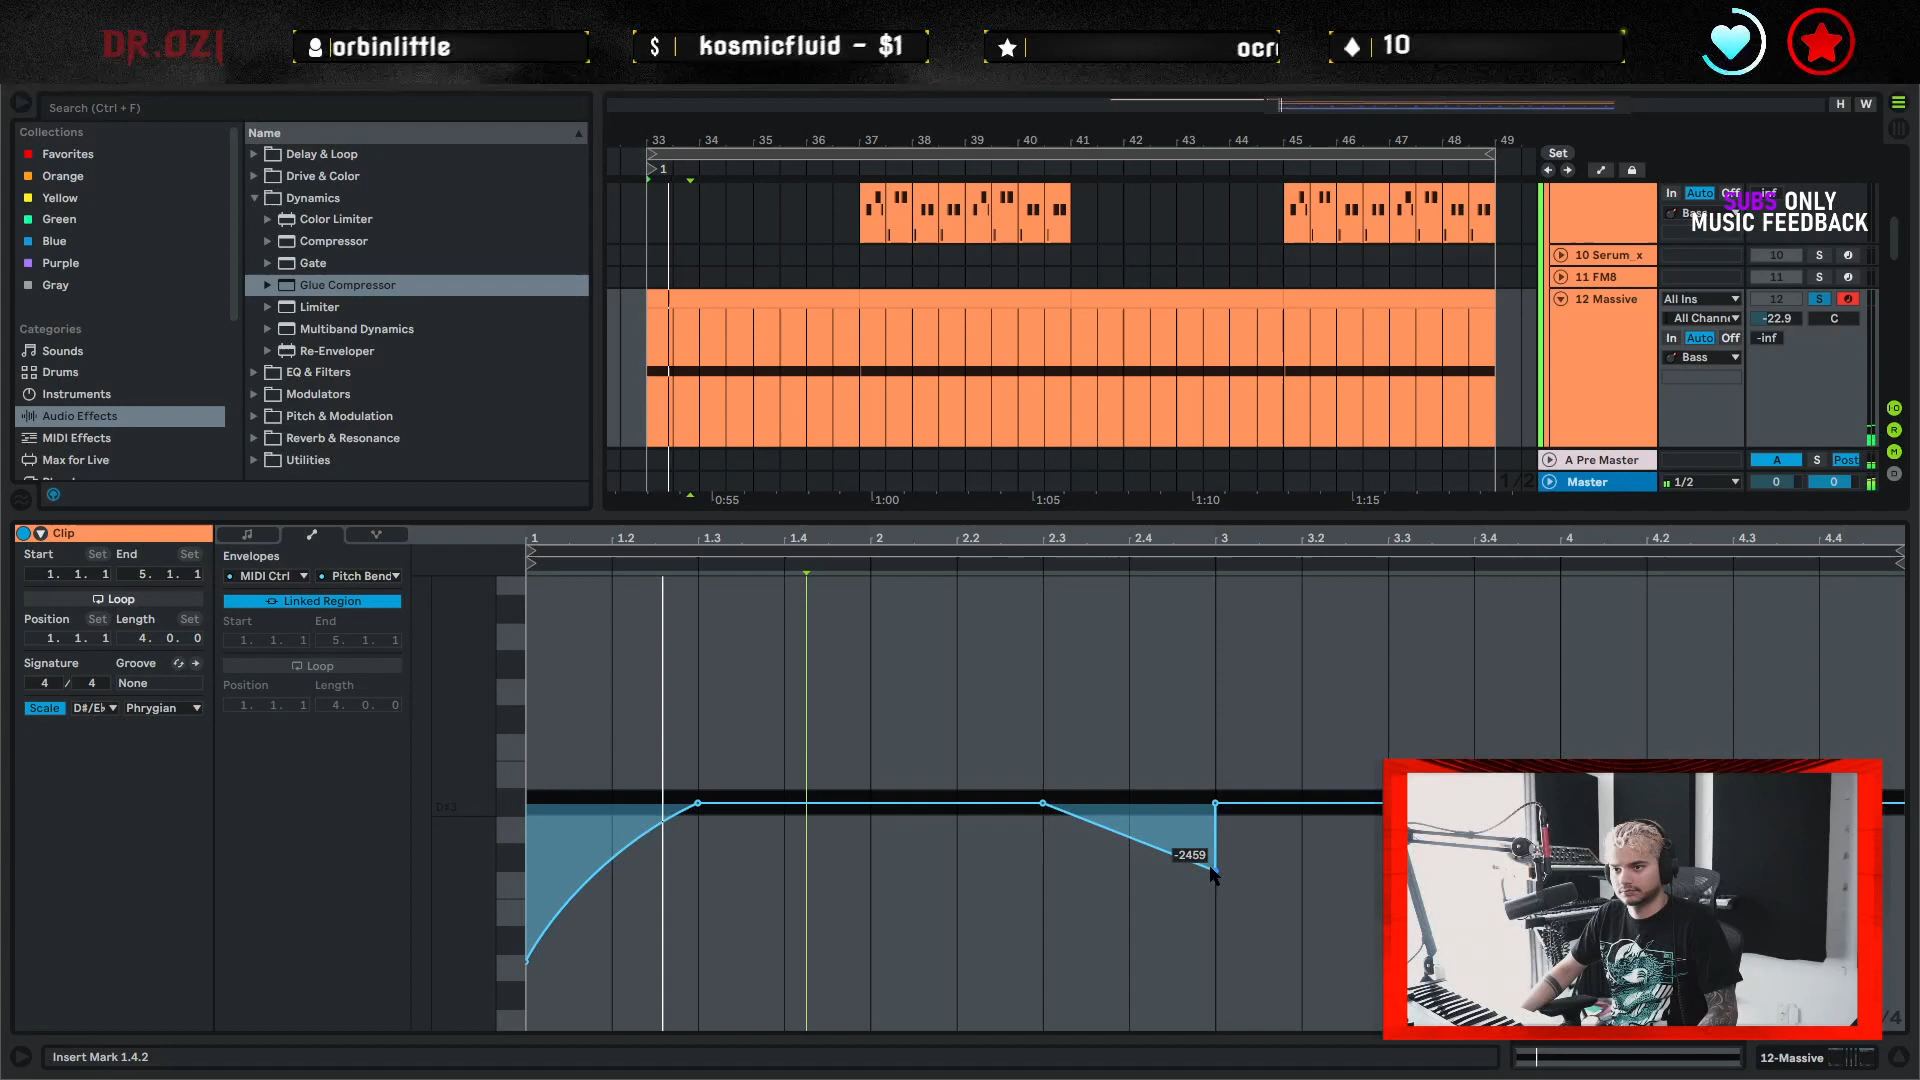 DR.OZI
orbinlittle
$ kosmicfluid - $1
ocr
10
Search (Ctrl + F)
H W
Collections
Name
Favorites
Orange
Yellow
Green
Blue
Purple
Gray
Categories
Sounds
Drums
Instruments
Audio Effects
MIDI Effects
Max for Live
Delay & Loop
Drive & Color
Dynamics
Color Limiter
Compressor
Gate
Glue Compressor
Limiter
Multiband Dynamics
Re-Enveloper
EQ & Filters
Modulators
Pitch & Modulation
Reverb & Resonance
Utilities
33 34 35 36 37 38 39 40 41 42 43 44 45 46 47 48 49
1
Set
In Auto Off -inf
Bass
SUBS ONLY
MUSIC FEEDBACK
10 Serum_x 10 S
11 FM8 11 S
12 Massive All Ins 12 S
All Channe -22.9 C
In Auto Off -inf
Bass
A Pre Master A S Post
Master 1/2 0 0
1/2
0:55 1:00 1:05 1:10 1:15
I·O
R
M
D
Clip
Start Set End Set
1. 1. 1 5. 1. 1
Loop
Position Set Length Set
1. 1. 1 4. 0. 0
Signature Groove
4 / 4 None
Scale D#/Eb Phrygian
Envelopes
MIDI Ctrl Pitch Bend
Linked Region
Start End
1. 1. 1 5. 1. 1
Loop
Position Length
1. 1. 1 4. 0. 0
1 1.2 1.3 1.4 2 2.3 2.2 2.4 3 3.2 3.3 3.4 4 4.2 4.3 4.4
D#3
-2459
/4
Insert Mark 1.4.2
12-Massive